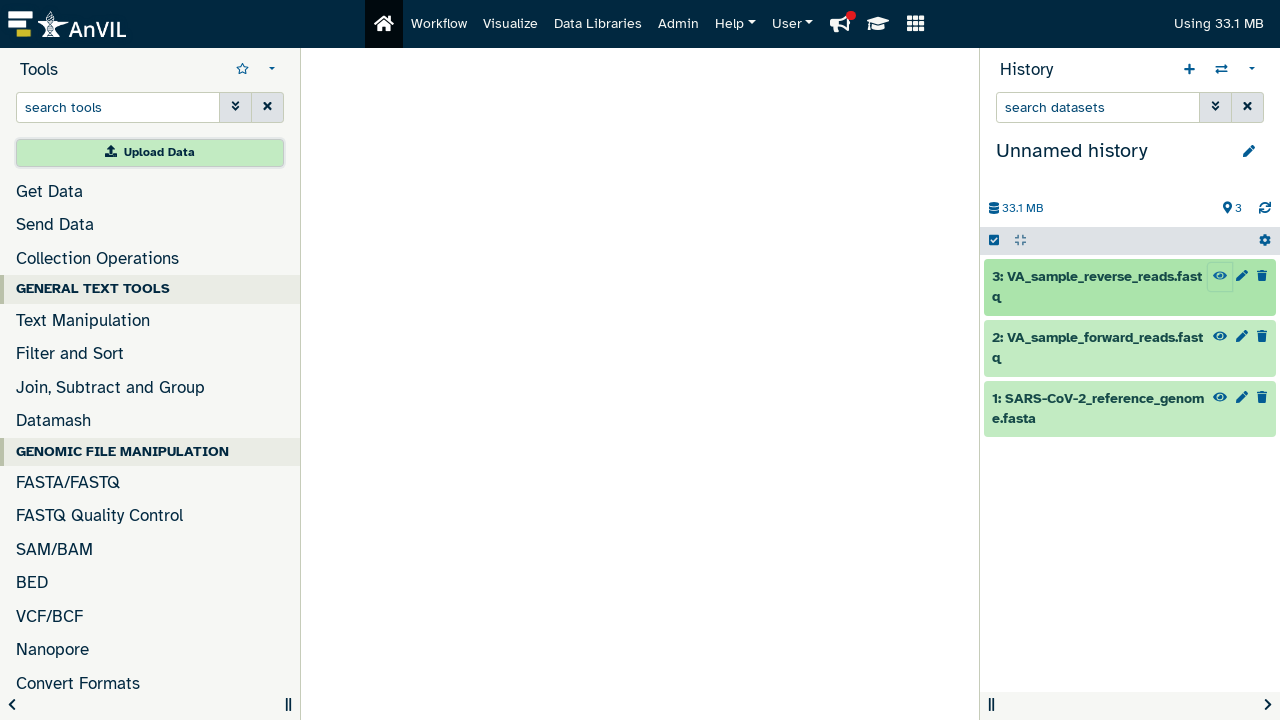 AnVIL
Workflow
Visualize
Data Libraries
Admin
Help
User
Using 33.1 MB
Tools
search tools
Upload Data
Get Data
Send Data
Collection Operations
GENERAL TEXT TOOLS
Text Manipulation
Filter and Sort
Join, Subtract and Group
Datamash
GENOMIC FILE MANIPULATION
FASTA/FASTQ
FASTQ Quality Control
SAM/BAM
BED
VCF/BCF
Nanopore
Convert Formats
History
search datasets
Unnamed history
33.1 MB
3
3: VA_sample_reverse_reads.fast
q
2: VA_sample_forward_reads.fast
q
1: SARS-CoV-2_reference_genom
e.fasta